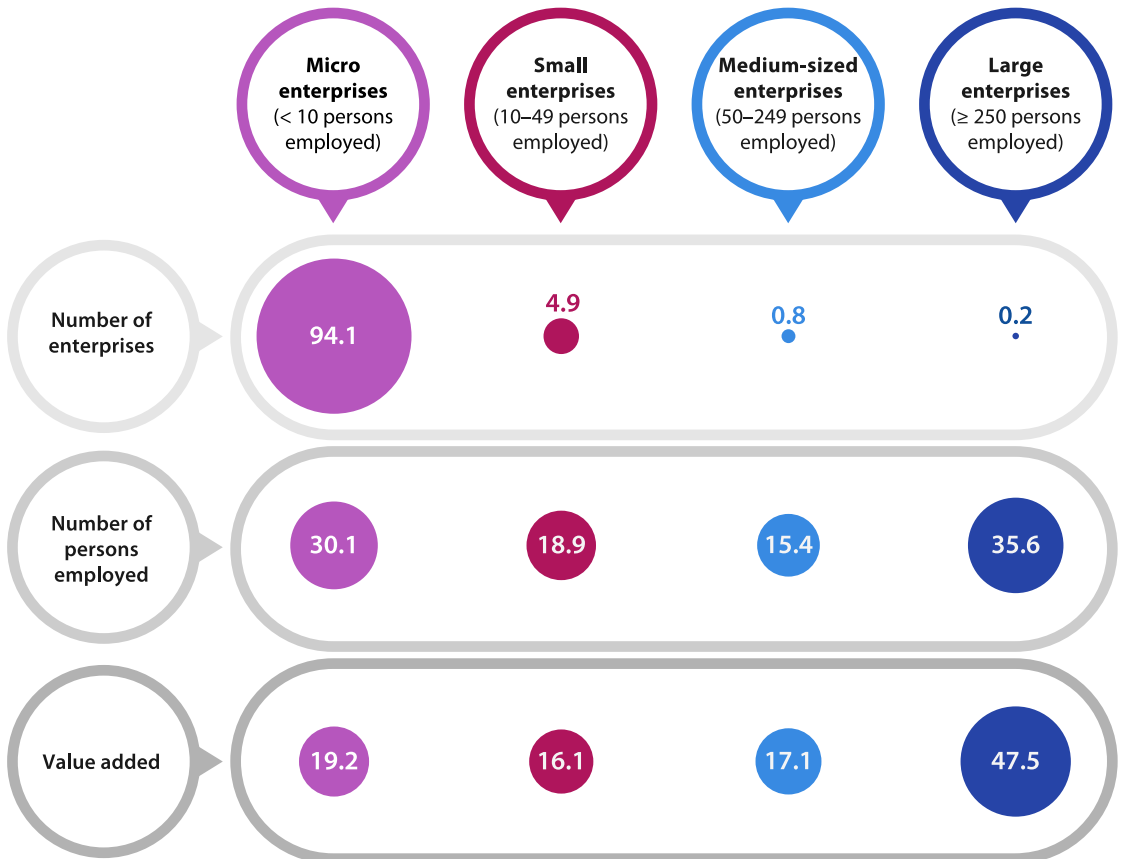 Micro
enterprises
(< 10 persons
employed)
Small
enterprises
(10–49 persons
employed)
Medium-sized
enterprises
(50–249 persons
employed)
Large
enterprises
(≥ 250 persons
employed)
Number of
enterprises
94.1
4.9
0.8
0.2
Number of
persons
employed
30.1
18.9
15.4
35.6
Value added
19.2
16.1
17.1
47.5